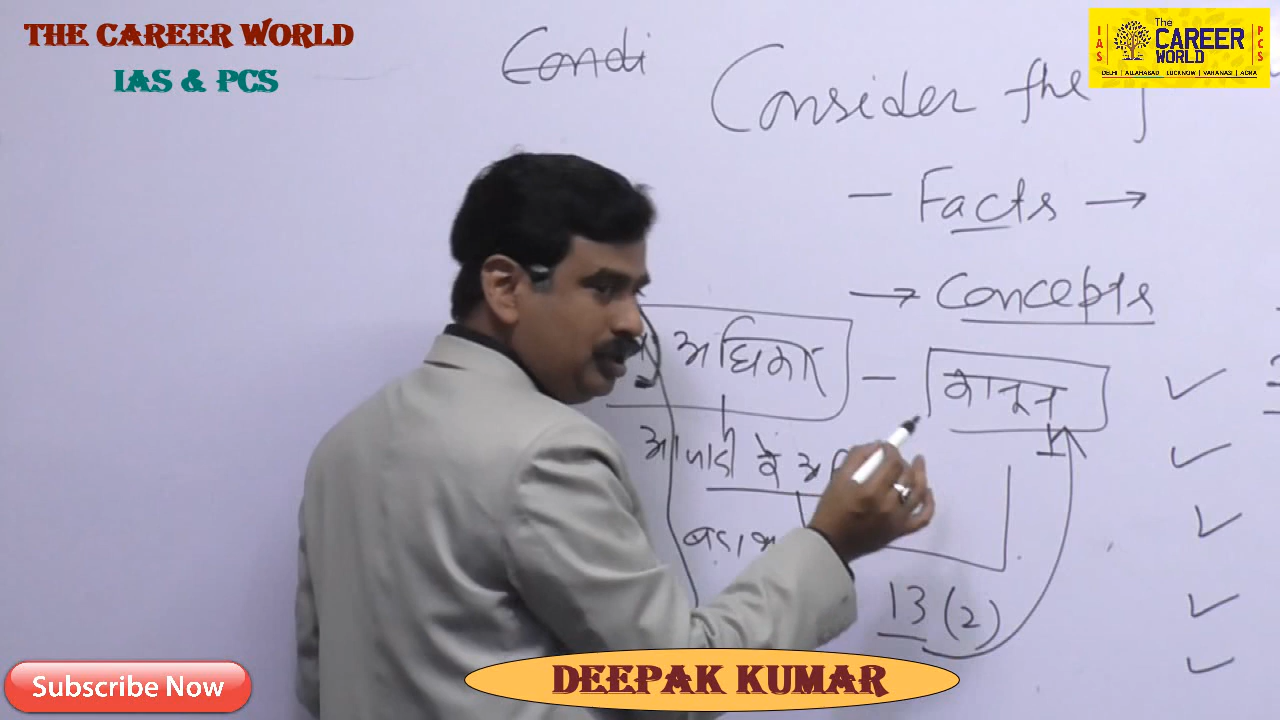 THE CAREER WORLD
IAS & PCS
The
CAREER
WORLD
IAS
PCS
DELHI | ALLAHABAD | LUCKNOW | VARANASI | AGRA
Condi
Consider the f
- Facts →
→ Concepts
अधिकार - कानून
के
13 (2)
Subscribe Now
DEEPAK KUMAR